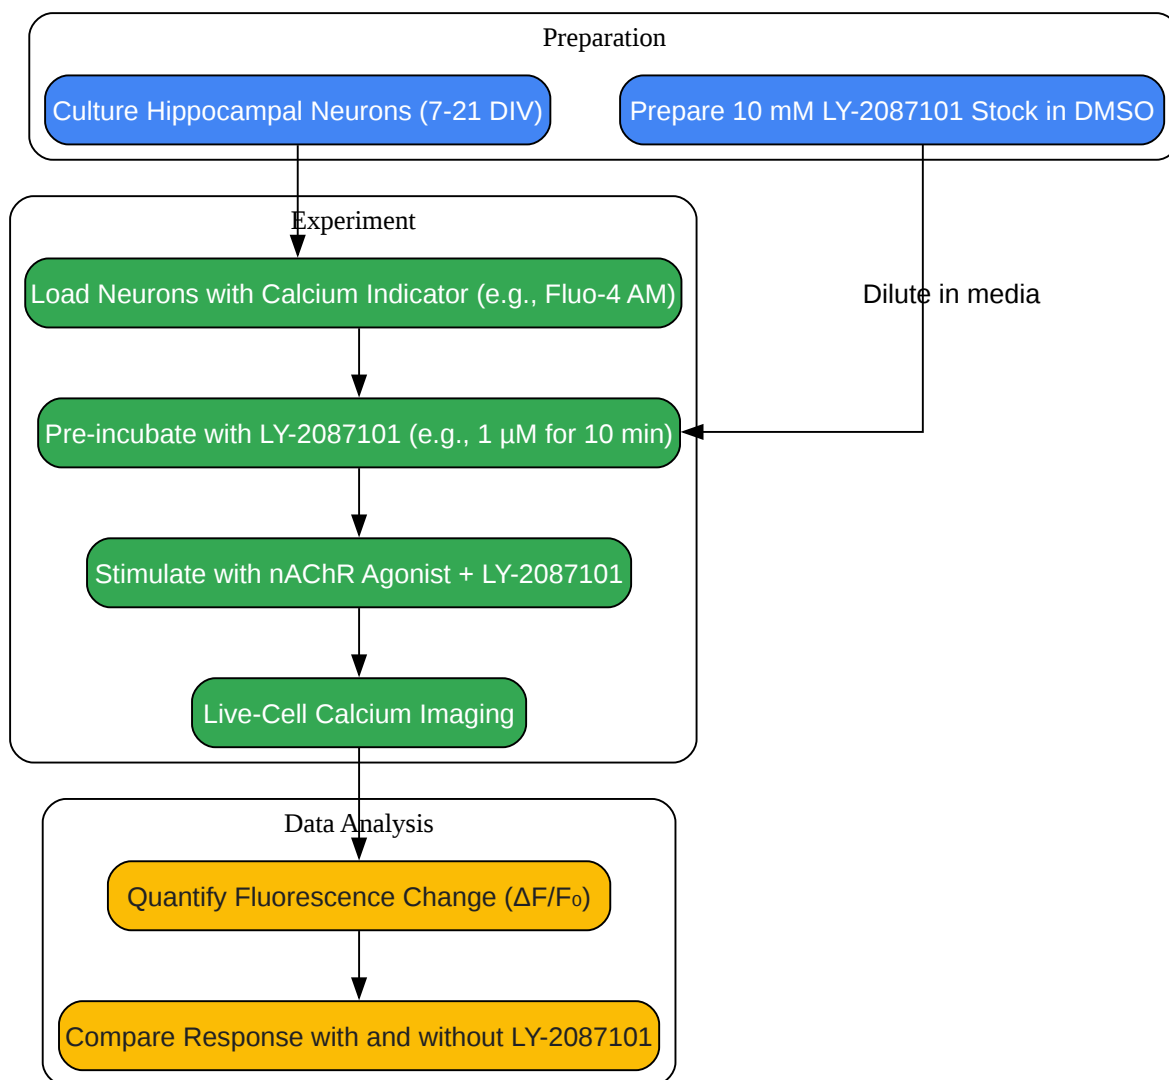 Preparation
Culture Hippocampal Neurons (7-21 DIV)
Prepare 10 mM LY-2087101 Stock in DMSO
Experiment
Load Neurons with Calcium Indicator (e.g., Fluo-4 AM)
Dilute in media
Pre-incubate with LY-2087101 (e.g., 1 µM for 10 min)
Stimulate with nAChR Agonist + LY-2087101
Live-Cell Calcium Imaging
Data Analysis
Quantify Fluorescence Change (ΔF/F₀)
Compare Response with and without LY-2087101